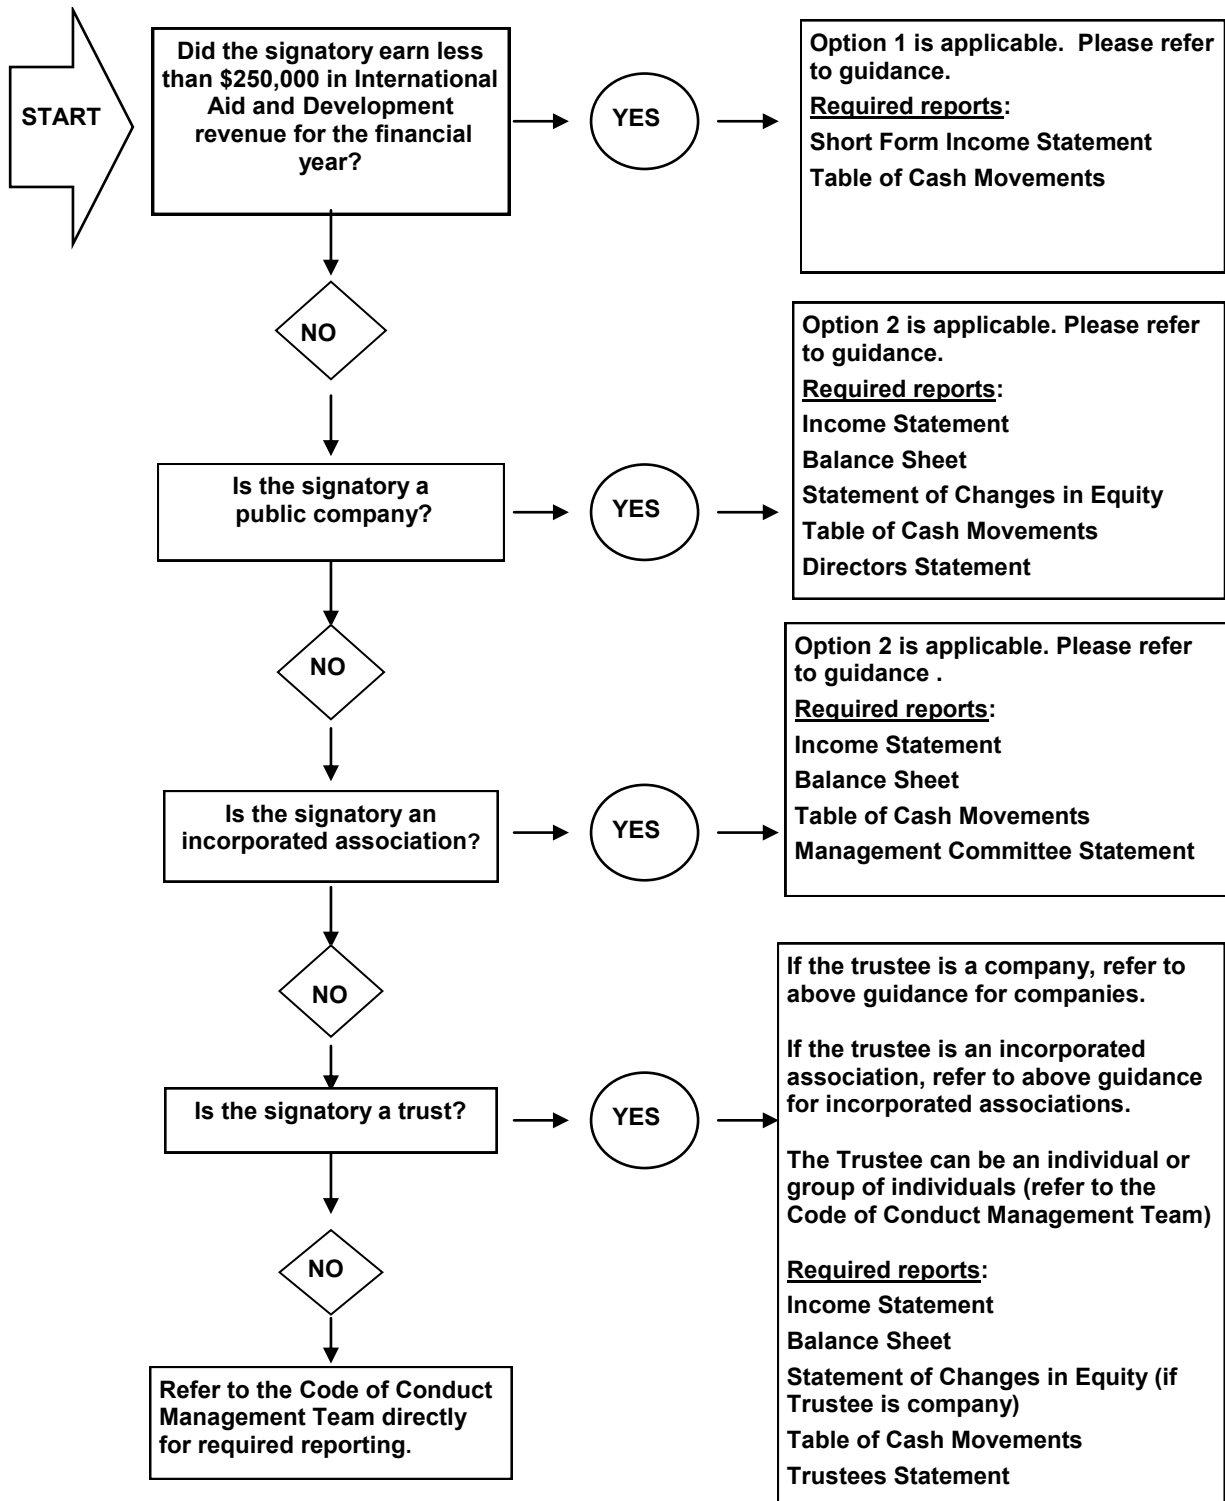 START
Did the signatory earn less
than $250,000 in International
Aid and Development
revenue for the financial
year?
YES
Option 1 is applicable.  Please refer
to guidance.
Required reports:
Short Form Income Statement
Table of Cash Movements
NO
Is the signatory a
public company?
YES
Option 2 is applicable. Please refer
to guidance.
Required reports:
Income Statement
Balance Sheet
Statement of Changes in Equity
Table of Cash Movements
Directors Statement
NO
Is the signatory an
incorporated association?
YES
Option 2 is applicable. Please refer
to guidance .
Required reports:
Income Statement
Balance Sheet
Table of Cash Movements
Management Committee Statement
NO
Is the signatory a trust?
YES
If the trustee is a company, refer to
above guidance for companies.
If the trustee is an incorporated
association, refer to above guidance
for incorporated associations.
The Trustee can be an individual or
group of individuals (refer to the
Code of Conduct Management Team)
Required reports:
Income Statement
Balance Sheet
Statement of Changes in Equity (if
Trustee is company)
Table of Cash Movements
Trustees Statement
NO
Refer to the Code of Conduct
Management Team directly
for required reporting.